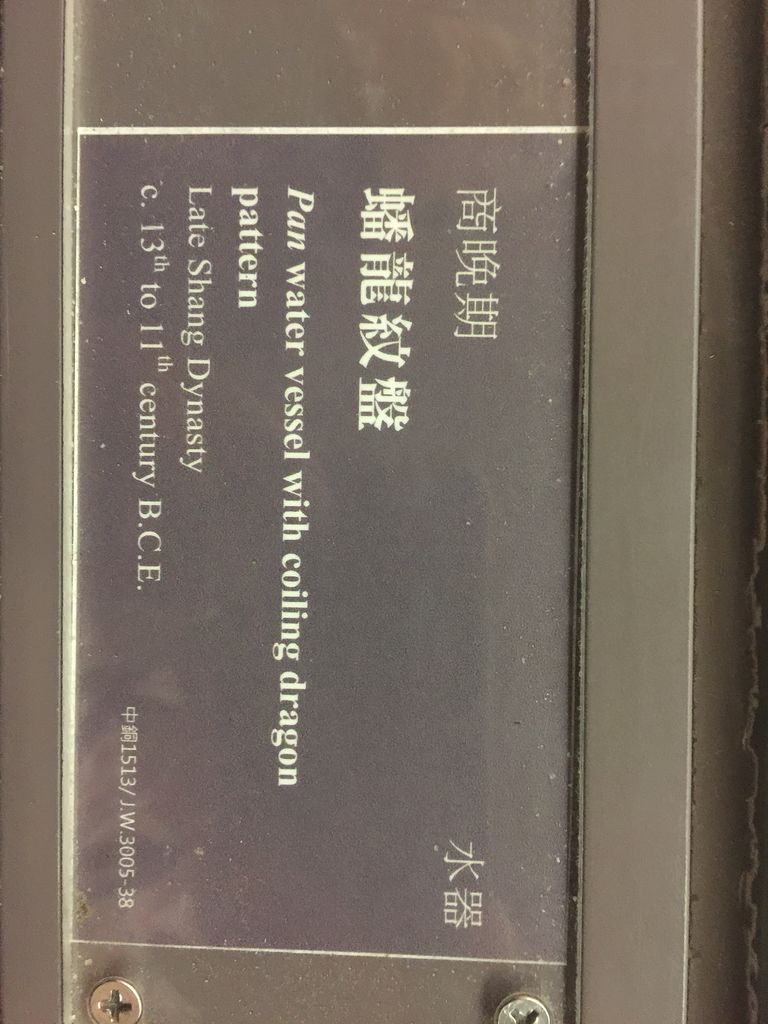 商晚期 水器
蟠龍紋盤
Pan water vessel with coiling dragon
pattern
Late Shang Dynasty
c. 13th to 11th century B.C.E.
中銅1513/ J.W.3005-38